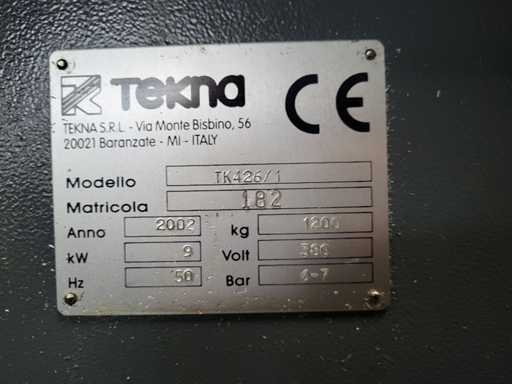 TEKNA
CE
TEKNA S.R.L. - Via Monte Bisbino, 56
20021 Baranzate - MI - ITALY
Modello TK426/1
Matricola 182
Anno 2002 kg 1200
kW 9 Volt 380
Hz 50 Bar 6-7